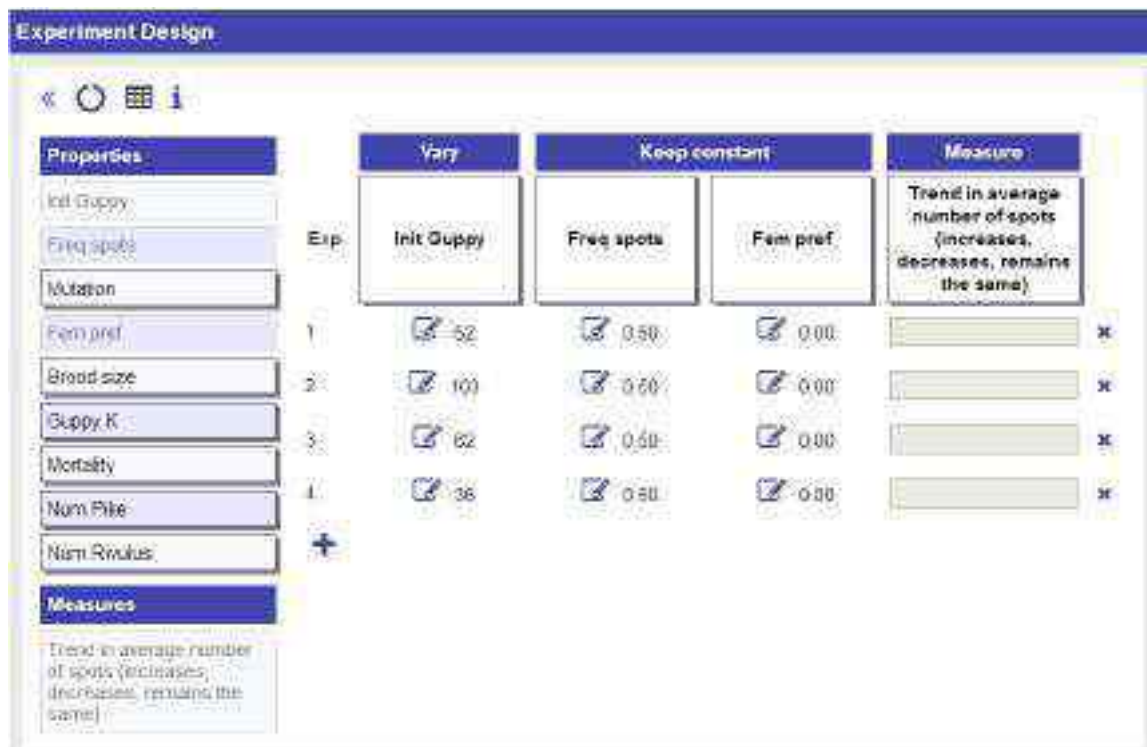 Experiment Design
« i
Properties
Init Guppy
Freq spots
Mutation
Fem pref
Brood size
Guppy K
Mortality
Num Pike
Num Rivulus
Measures
Trend in average number
of spots (increases,
decreases, remains the
same)
Vary Keep constant Measure
Exp Init Guppy Freq spots Fem pref
Trend in average
number of spots
(increases,
decreases, remains
the same)
1 52 0.50 0.00
2 0.50 0.00
3 0.50 0.00
4 36 0.50 0.00